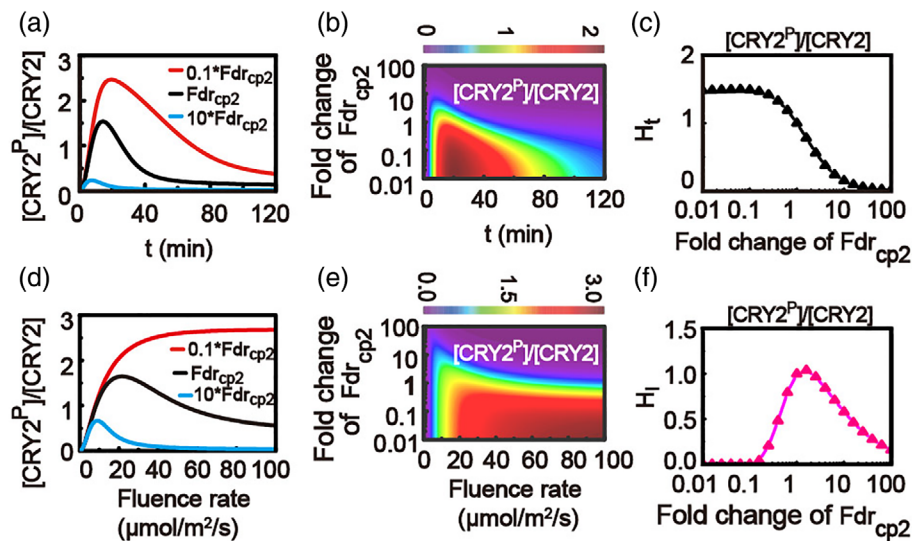 (a)
[CRY2ᴾ]/[CRY2]
3
2
1
0
0.1*Fdrcp2
Fdrcp2
10*Fdrcp2
0 40 80 120
t (min)
(b)
0 1 2
Fold change
of Fdrcp2
100
10
1
0.1
0.01
[CRY2ᴾ]/[CRY2]
0 40 80 120
t (min)
(c)
[CRY2ᴾ]/[CRY2]
Ht
2
1
0
0.01 0.1 1 10 100
Fold change of Fdrcp2
(d)
[CRY2ᴾ]/[CRY2]
3
2
1
0
0.1*Fdrcp2
Fdrcp2
10*Fdrcp2
0 20 40 60 80 100
Fluence rate
(μmol/m²/s)
(e)
0.0 1.5 3.0
Fold change
of Fdrcp2
100
10
1
0.1
0.01
[CRY2ᴾ]/[CRY2]
0 20 40 60 80 100
Fluence rate
(μmol/m²/s)
(f)
[CRY2ᴾ]/[CRY2]
Hl
1.5
1.0
0.5
0.0
0.01 0.1 1 10 100
Fold change of Fdrcp2